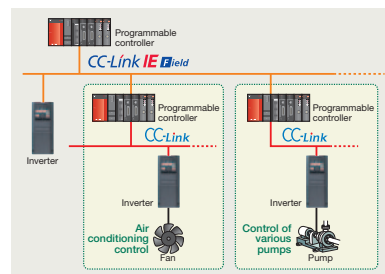 Programmable
controller
CC-Link IE Field
Programmable
controller
Programmable
controller
CC-Link
CC-Link
Inverter
Inverter
Inverter
Air
conditioning
control
Fan
Control of
various
pumps
Pump